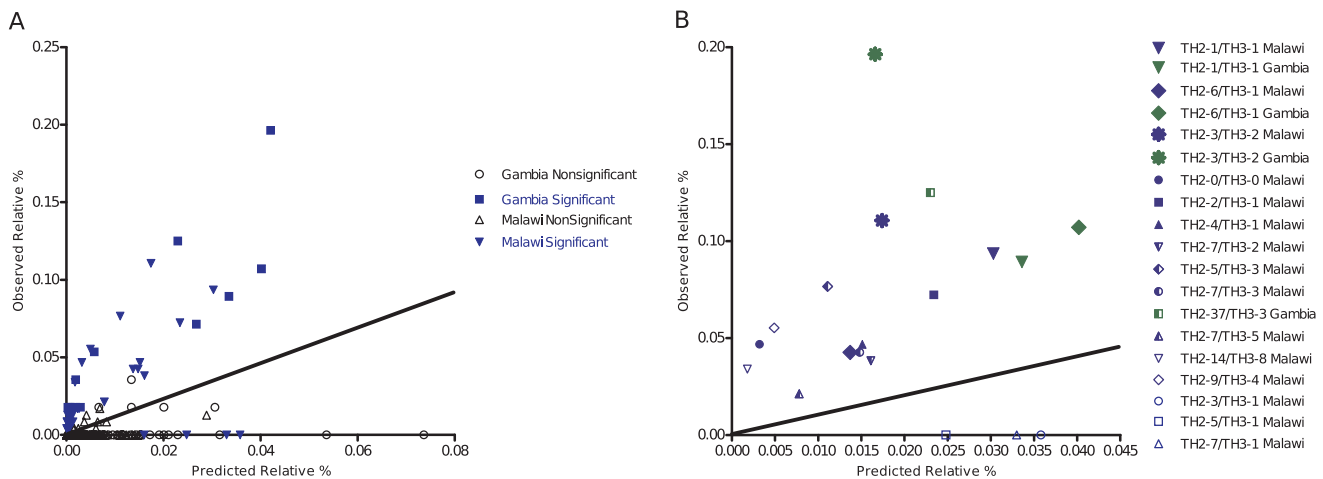 A
0.25
0.20
0.15
0.10
0.05
0.00
0.00
0.02
0.04
0.06
0.08
Observed Relative %
Predicted Relative %
Gambia Nonsignificant
Gambia Significant
Malawi NonSignificant
Malawi Significant
B
0.20
0.15
0.10
0.05
0.00
0.000
0.005
0.010
0.015
0.020
0.025
0.030
0.035
0.040
0.045
Observed Relative %
Predicted Relative %
TH2-1/TH3-1 Malawi
TH2-1/TH3-1 Gambia
TH2-6/TH3-1 Malawi
TH2-6/TH3-1 Gambia
TH2-3/TH3-2 Malawi
TH2-3/TH3-2 Gambia
TH2-0/TH3-0 Malawi
TH2-2/TH3-1 Malawi
TH2-4/TH3-1 Malawi
TH2-7/TH3-2 Malawi
TH2-5/TH3-3 Malawi
TH2-7/TH3-3 Malawi
TH2-37/TH3-3 Gambia
TH2-7/TH3-5 Malawi
TH2-14/TH3-8 Malawi
TH2-9/TH3-4 Malawi
TH2-3/TH3-1 Malawi
TH2-5/TH3-1 Malawi
TH2-7/TH3-1 Malawi